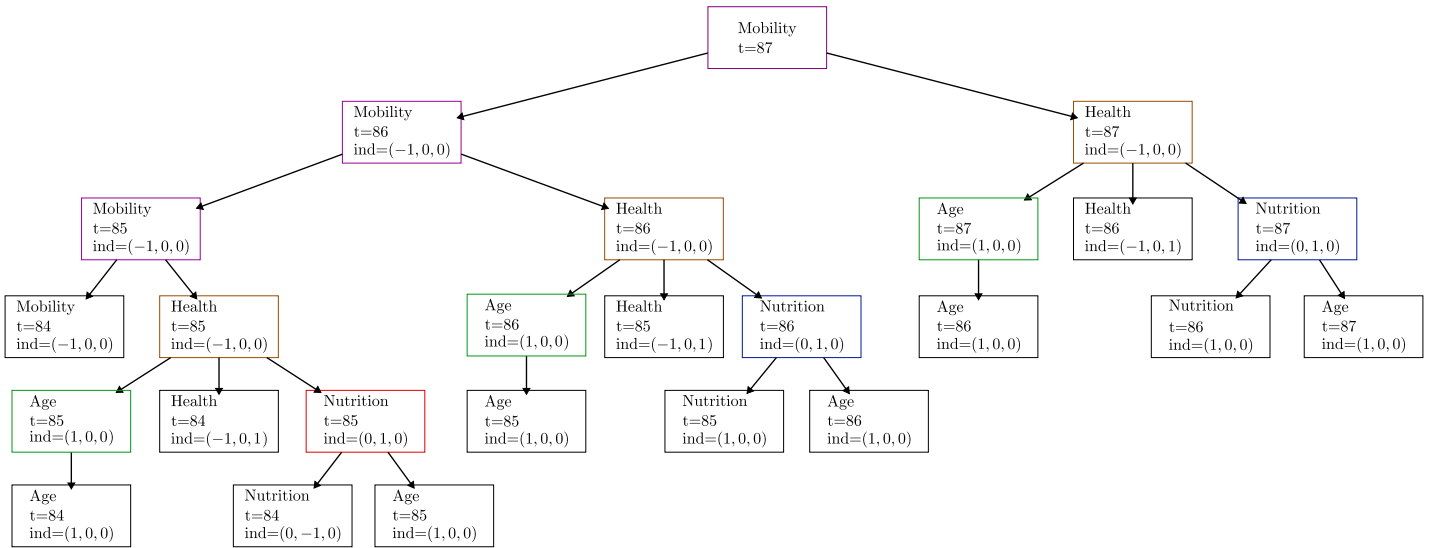 Mobility
t=87
Mobility
t=86
ind=(−1, 0, 0)
Health
t=87
ind=(−1, 0, 0)
Mobility
t=85
ind=(−1, 0, 0)
Health
t=86
ind=(−1, 0, 0)
Age
t=87
ind=(1, 0, 0)
Health
t=86
ind=(−1, 0, 1)
Nutrition
t=87
ind=(0, 1, 0)
Mobility
t=84
ind=(−1, 0, 0)
Health
t=85
ind=(−1, 0, 0)
Age
t=86
ind=(1, 0, 0)
Health
t=85
ind=(−1, 0, 1)
Nutrition
t=86
ind=(0, 1, 0)
Age
t=86
ind=(1, 0, 0)
Nutrition
t=86
ind=(1, 0, 0)
Age
t=87
ind=(1, 0, 0)
Age
t=85
ind=(1, 0, 0)
Health
t=84
ind=(−1, 0, 1)
Nutrition
t=85
ind=(0, 1, 0)
Age
t=85
ind=(1, 0, 0)
Nutrition
t=85
ind=(1, 0, 0)
Age
t=86
ind=(1, 0, 0)
Age
t=84
ind=(1, 0, 0)
Nutrition
t=84
ind=(0, −1, 0)
Age
t=85
ind=(1, 0, 0)